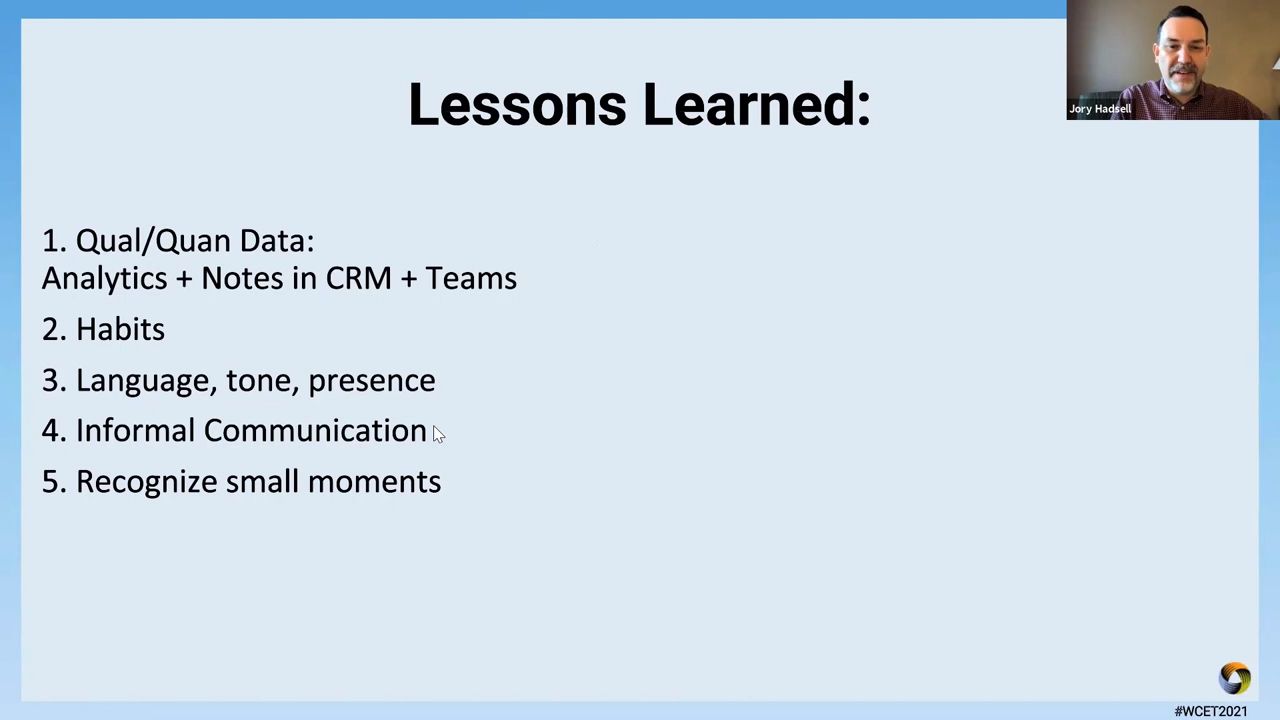 Lessons Learned:
Jory Hadsell
1. Qual/Quan Data:
Analytics + Notes in CRM + Teams
2. Habits
3. Language, tone, presence
4. Informal Communication
5. Recognize small moments
#WCET2021